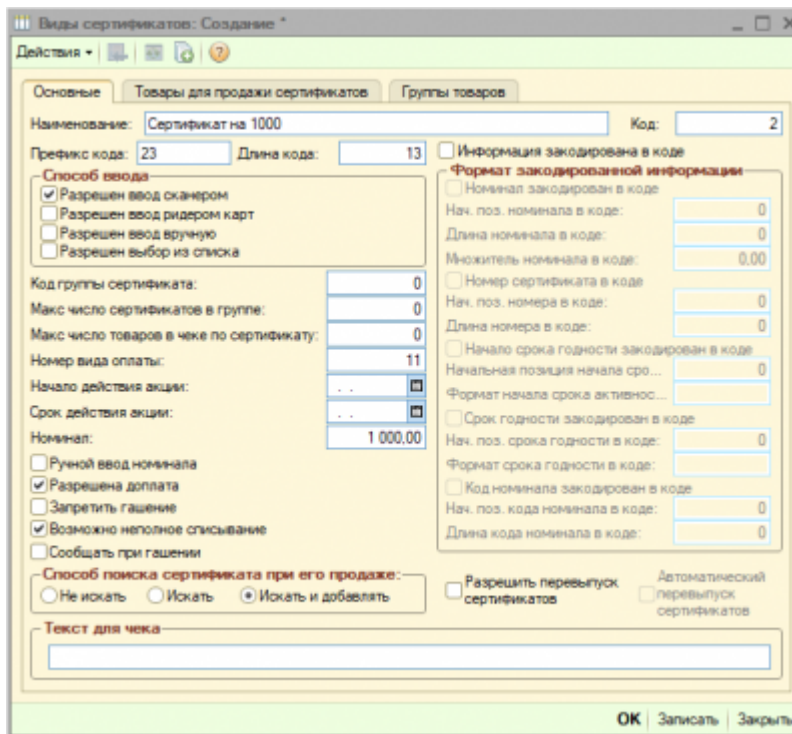 Виды сертификатов: Создание *
Действия
Основные Товары для продажи сертификатов Группы товаров
Наименование: Сертификат на 1000 Код: 2
Префикс кода: 23 Длина кода: 13 Информация закодирована в коде
Способ ввода
Разрешен ввод сканером
Разрешен ввод ридером карт
Разрешен ввод вручную
Разрешен выбор из списка
Код группы сертификата: 0
Макс число сертификатов в группе: 0
Макс число товаров в чеке по сертификату: 0
Номер вида оплаты: 11
Начало действия акции: . .
Срок действия акции: . .
Номинал: 1 000,00
Ручной ввод номинала
Разрешена доплата
Запретить гашение
Возможно неполное списывание
Сообщать при гашении
Формат закодированной информации
Номинал закодирован в коде
Нач. поз. номинала в коде: 0
Длина номинала в коде: 0
Множитель номинала в коде: 0,00
Номер сертификата в коде
Нач. поз. номера в коде: 0
Длина номера в коде: 0
Начало срока годности закодирован в коде
Начальная позиция начала сро... 0
Формат начала срока активнос...
Срок годности закодирован в коде
Нач. поз. срока годности в коде: 0
Формат срока годности в коде:
Код номинала закодирован в коде
Нач. поз. кода номинала в коде: 0
Длина кода номинала в коде: 0
Способ поиска сертификата при его продаже:
Не искать Искать Искать и добавлять
Разрешить перевыпуск
сертификатов
Автоматический
перевыпуск
сертификатов
Текст для чека
OK Записать Закрыть